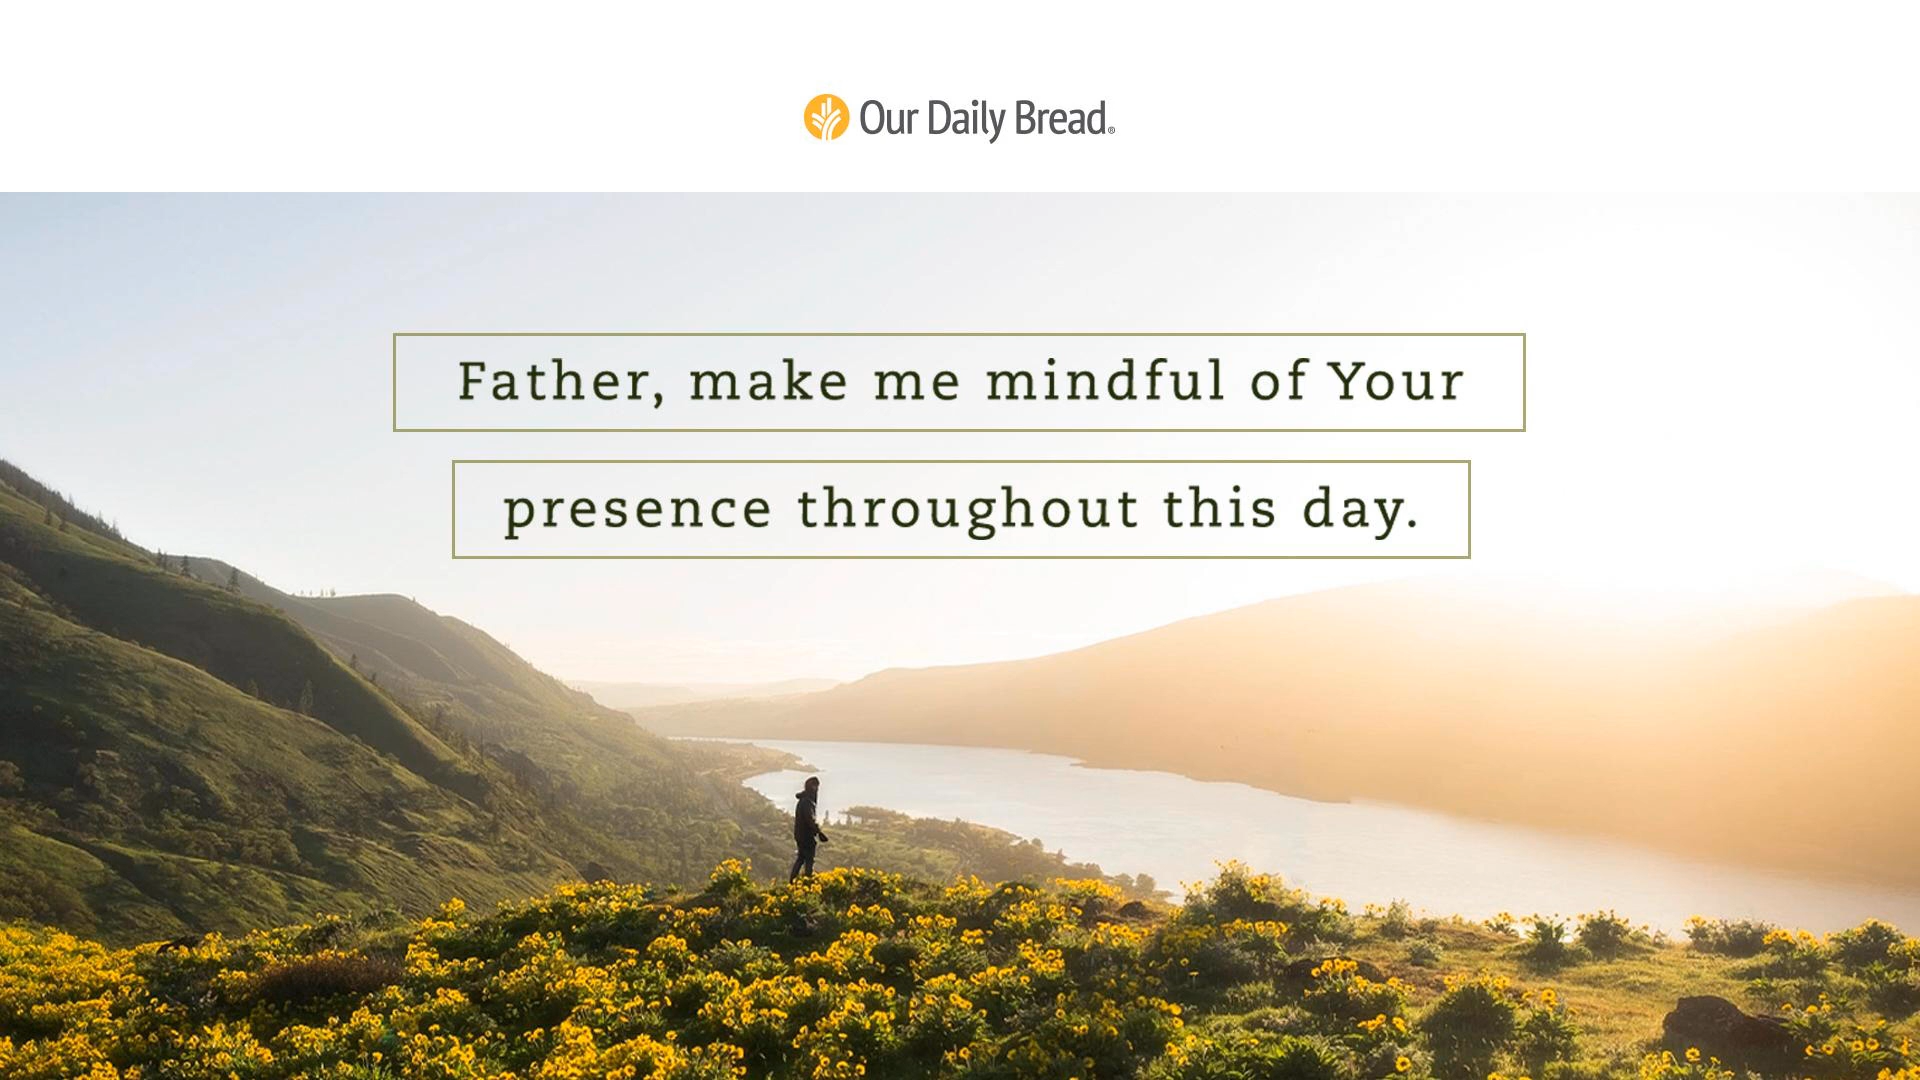 Our Daily Bread®
Father, make me mindful of Your
presence throughout this day.